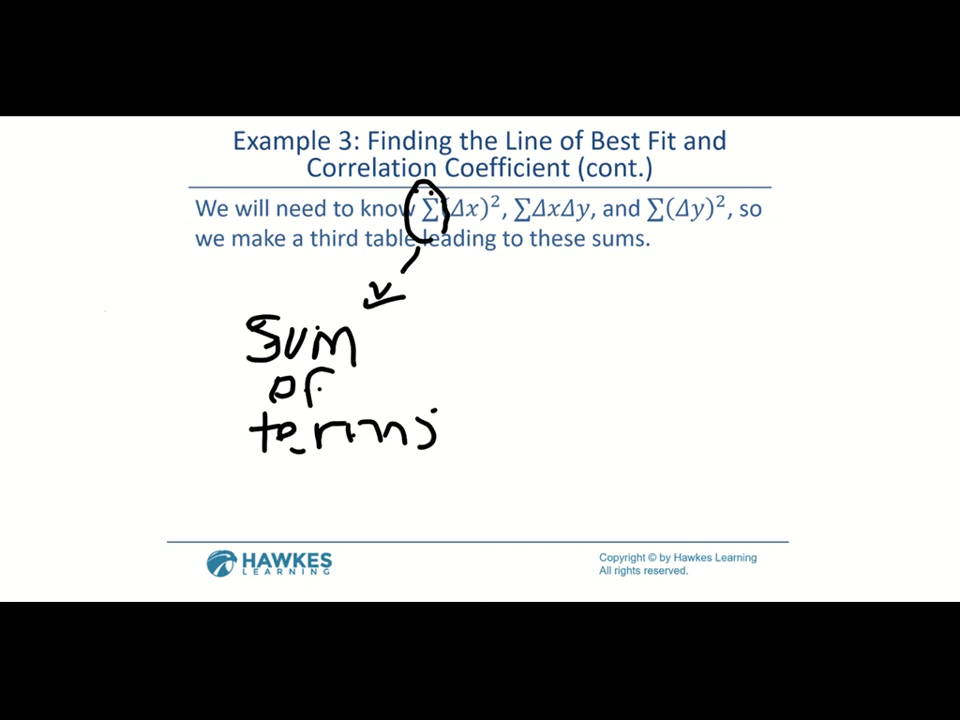 Example 3: Finding the Line of Best Fit and
Correlation Coefficient (cont.)
We will need to know ∑(Δx)², ∑ΔxΔy, and ∑(Δy)², so
we make a third table leading to these sums.
Sum
of
terms
HAWKES
LEARNING
Copyright © by Hawkes Learning
All rights reserved.